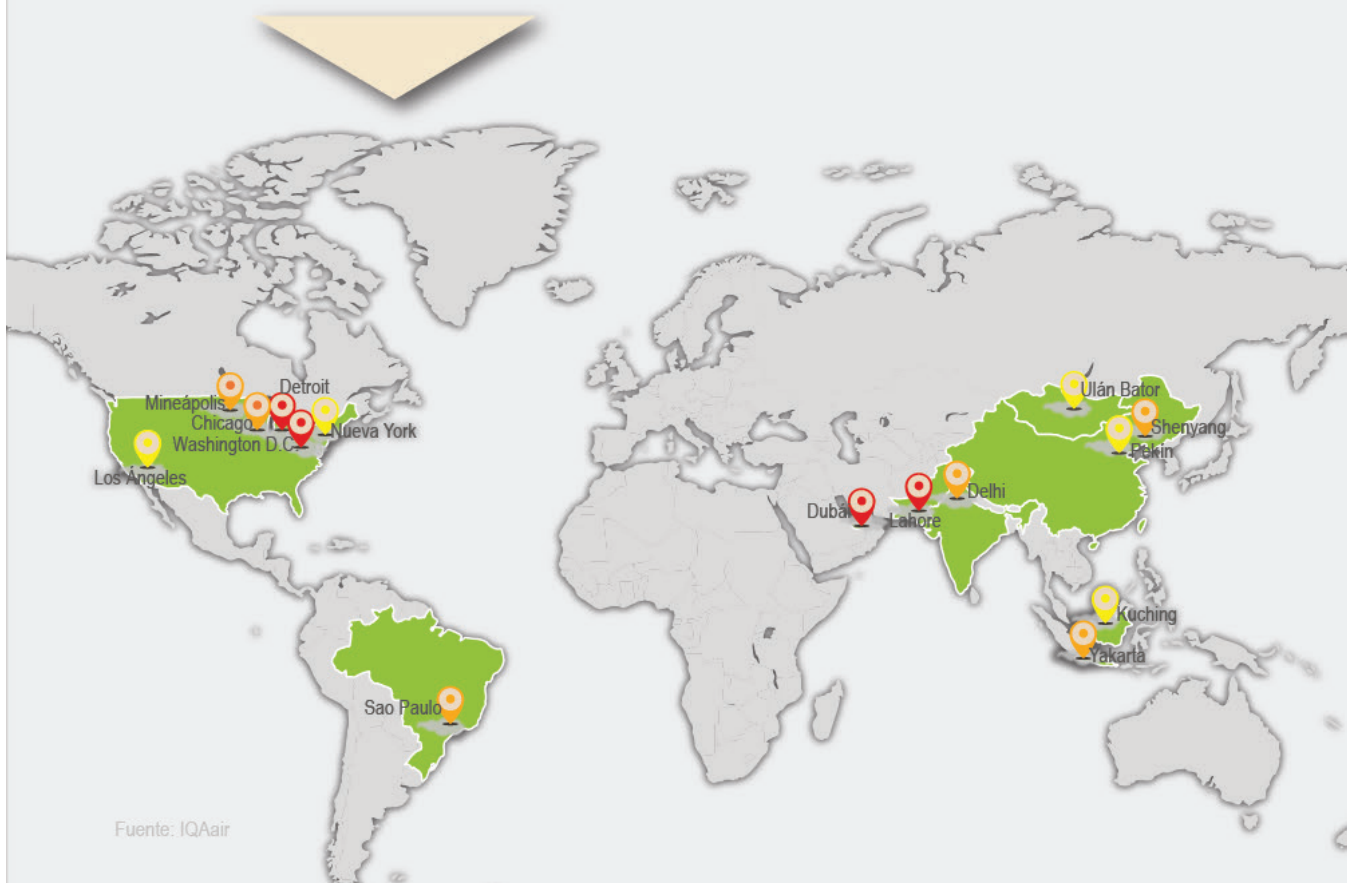 Detroit
Mineápolis
Chicago
Washington D.C.
Nueva York
Los Ángeles
Ulán Bator
Shenyang
Pekín
Delhi
Lahore
Kuching
Yakarta
Sao Paulo
Fuente: IQAair